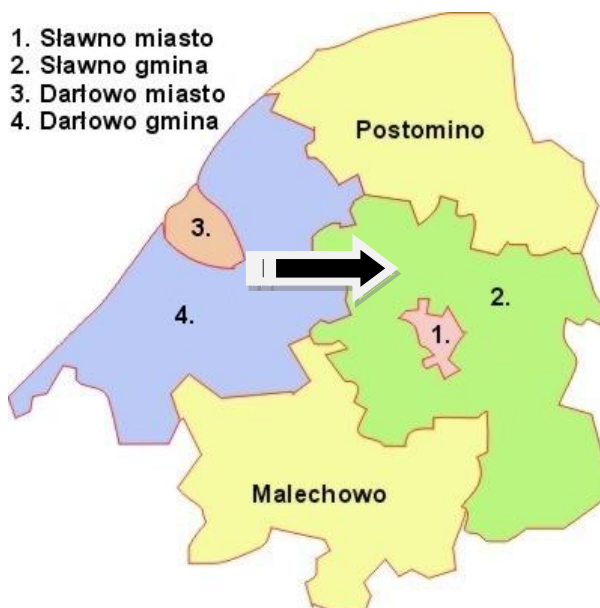 1. Sławno miasto
2. Sławno gmina
3. Darłowo miasto
4. Darłowo gmina
Postomino
3.
2.
4.
1.
Malechowo